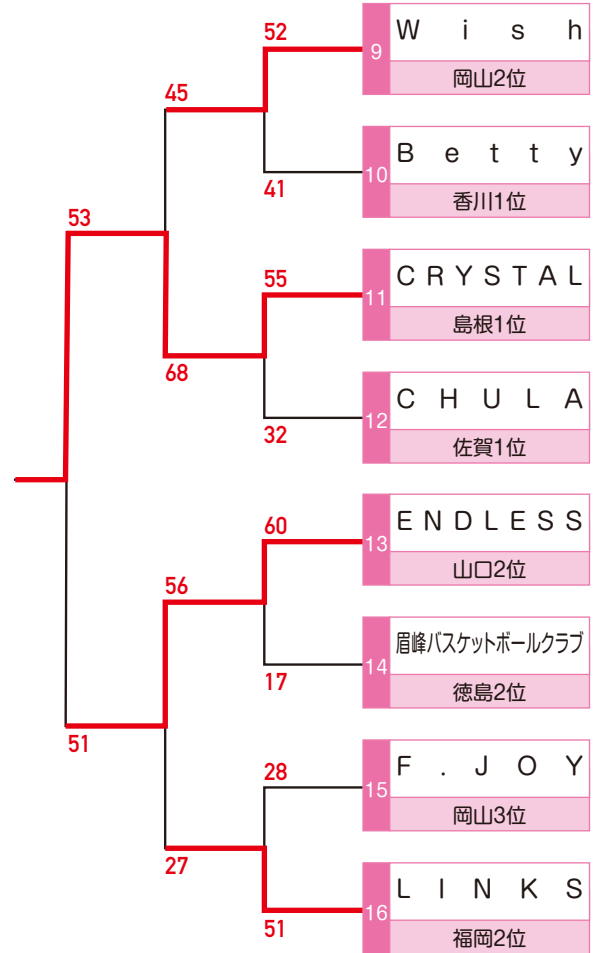 52
9
W i s h
岡山2位
45
41
10
B e t t y
香川1位
53
55
11
C R Y S T A L
島根1位
68
32
12
C H U L A
佐賀1位
60
13
E N D L E S S
山口2位
56
17
14
眉峰バスケットボールクラブ
徳島2位
51
28
15
F . J O Y
岡山3位
27
51
16
L I N K S
福岡2位